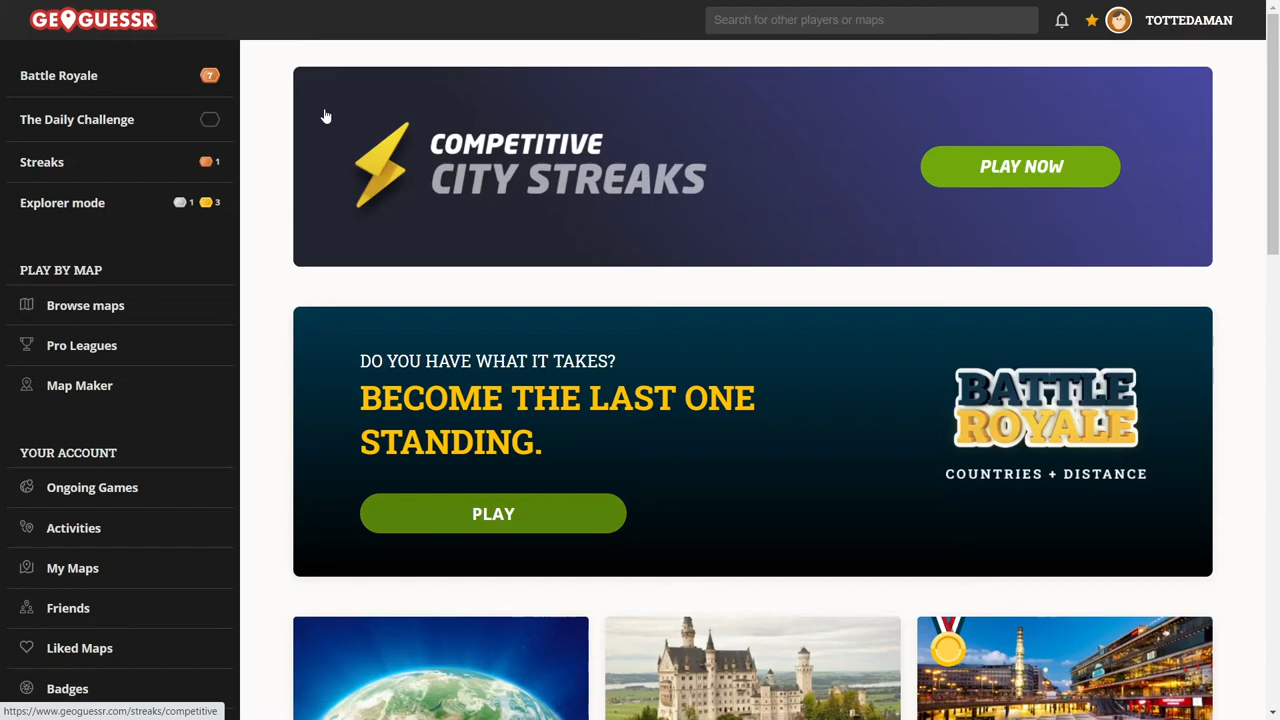 GEOGUESSR
Search for other players or maps
TOTTEDAMAN
Battle Royale
7
The Daily Challenge
Streaks
1
Explorer mode
1
3
PLAY BY MAP
Browse maps
Pro Leagues
Map Maker
YOUR ACCOUNT
Ongoing Games
Activities
My Maps
Friends
Liked Maps
Badges
https://www.geoguessr.com/streaks/competitive
COMPETITIVE
CITY STREAKS
PLAY NOW
DO YOU HAVE WHAT IT TAKES?
BECOME THE LAST ONE
STANDING.
PLAY
BATTLE
ROYALE
COUNTRIES + DISTANCE